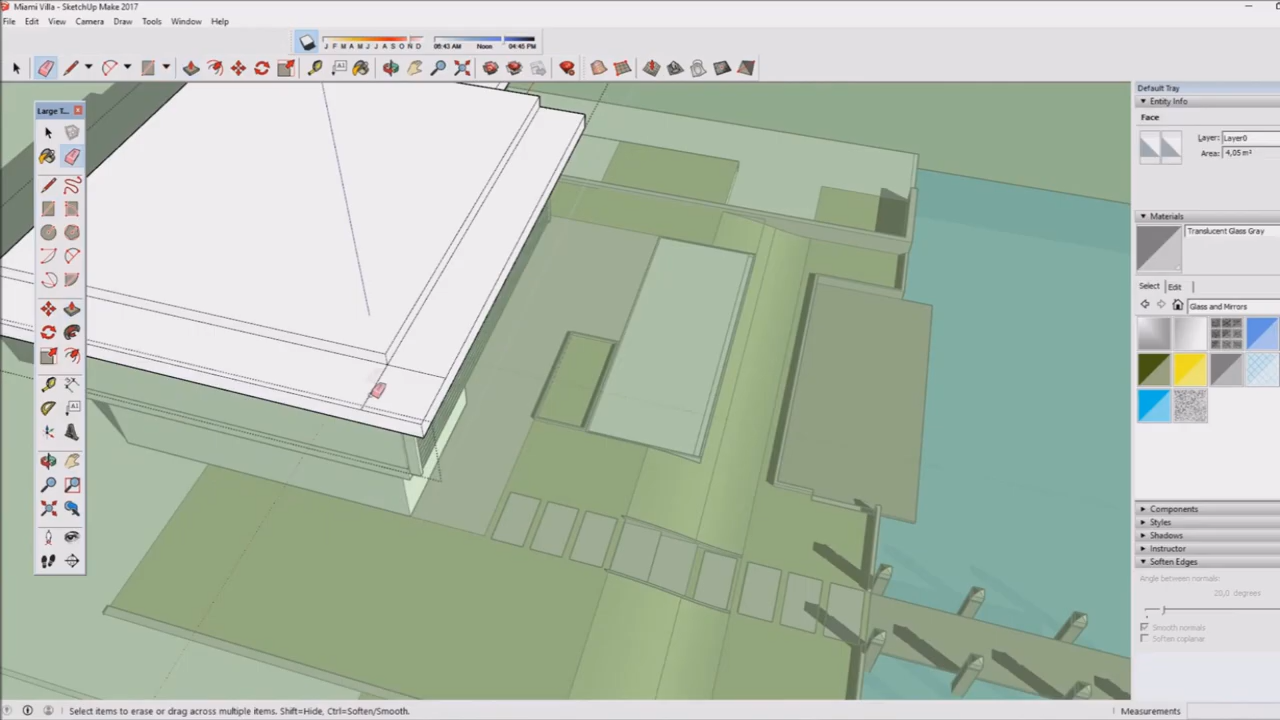 Miami Villa - SketchUp Make 2017
File Edit View Camera Draw Tools Window Help
J F M A M J J A S O N D
06:43 AM Noon 04:45 PM
Large T...
Default Tray
Entity Info
Face
Layer: Layer0
Area: 4,05 m²
Materials
Translucent Glass Gray
Select Edit
Glass and Mirrors
Components
Styles
Shadows
Instructor
Soften Edges
Angle between normals:
20,0 degrees
Smooth normals
Soften coplanar
Select items to erase or drag across multiple items. Shift=Hide, Ctrl=Soften/Smooth.
Measurements